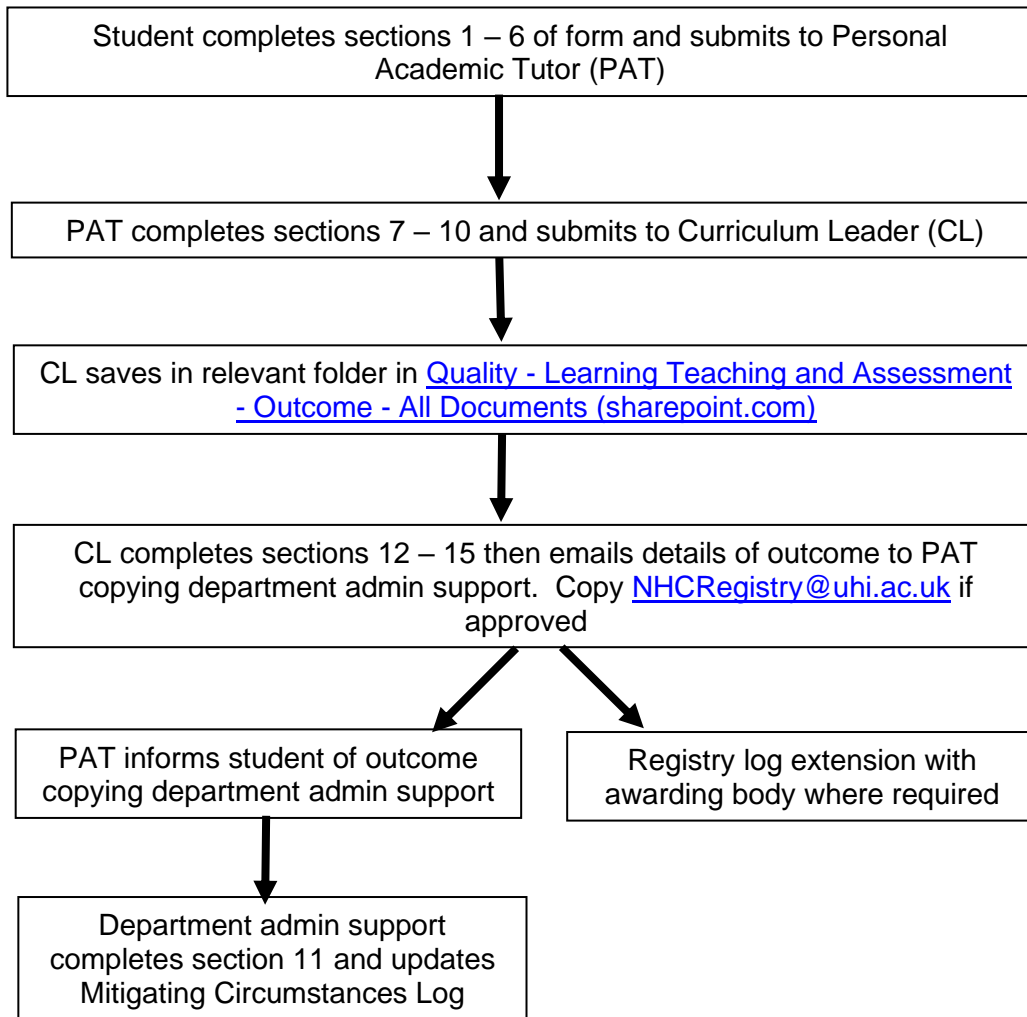 Student completes sections 1 – 6 of form and submits to Personal
Academic Tutor (PAT)
PAT completes sections 7 – 10 and submits to Curriculum Leader (CL)
CL saves in relevant folder in Quality - Learning Teaching and Assessment
- Outcome - All Documents (sharepoint.com)
CL completes sections 12 – 15 then emails details of outcome to PAT
copying department admin support.  Copy NHCRegistry@uhi.ac.uk if
approved
PAT informs student of outcome
copying department admin support
Registry log extension with
awarding body where required
Department admin support
completes section 11 and updates
Mitigating Circumstances Log